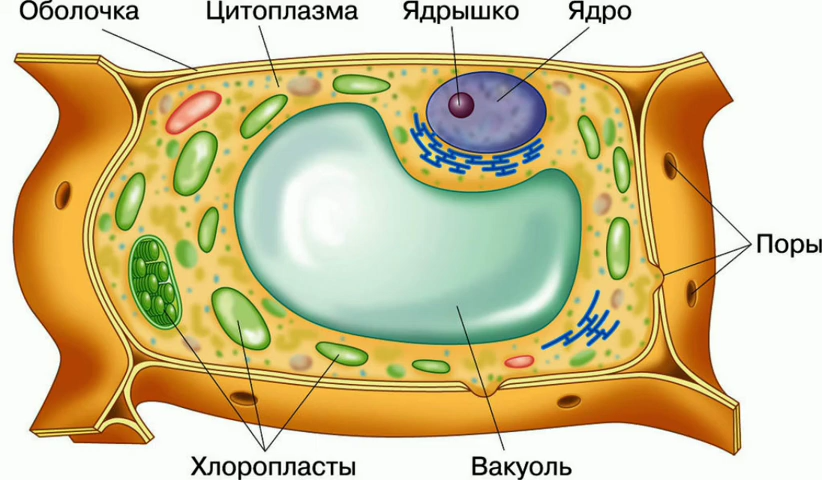 Оболочка
Цитоплазма
Ядрышко
Ядро
Поры
Хлоропласты
Вакуоль